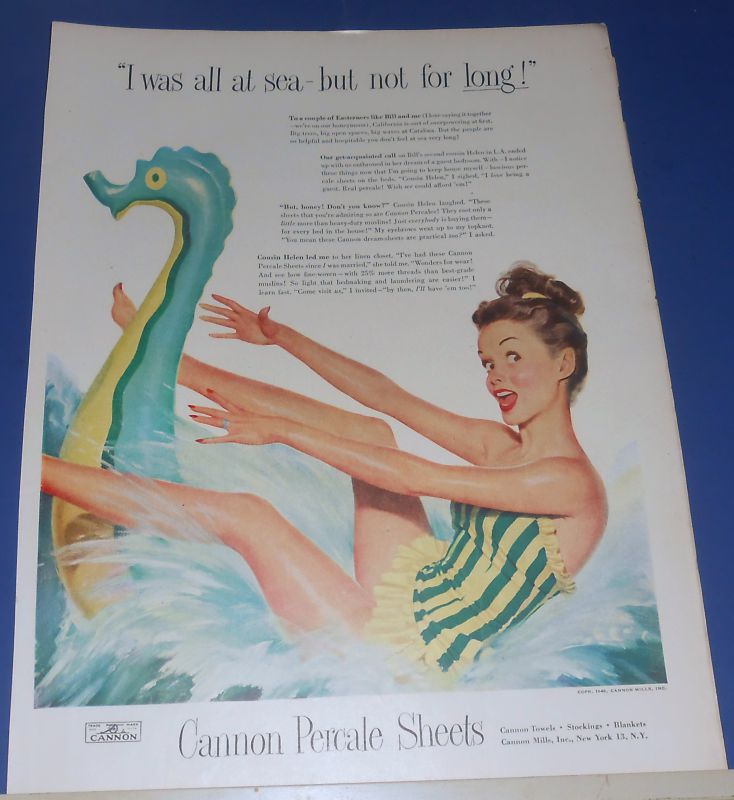 "I was all at sea - but not for long!"
To a couple of Easterners like Bill and me (I love saying it together
—we're on our honeymoon), California is sort of overpowering at first.
Big trees, big open spaces, big waves at Catalina. But the people are
so helpful and hospitable you don't feel at sea very long!
Our get-acquainted call on Bill's second cousin Helen in L.A. ended
up with us enthroned in her dream of a guest bedroom. With—I notice
these things now that I'm going to keep house myself—luscious per-
cale sheets on the beds. "Cousin Helen," I sighed, "I love being a
guest. Real percale! Wish we could afford 'em!"
"But, honey! Don't you know?" Cousin Helen laughed, "These
sheets that you're admiring so are Cannon Percales! They cost only a
little more than heavy-duty muslins! Just everybody is buying them—
for every bed in the house!" My eyebrows went up to my topknot.
"You mean these Cannon dream-sheets are practical too?" I asked.
Cousin Helen led me to her linen closet. "I've had these Cannon
Percale Sheets since I was married," she told me. "Wonders for wear!
And see how fine-woven—with 25% more threads than best-grade
muslins! So light that bedmaking and laundering are easier!" I
learn fast. "Come visit us," I invited—"by then, I'll have 'em too!"
COPR. CANNON MILLS, INC.
TRADE MARK
CANNON
Cannon Percale Sheets
Cannon Towels • Stockings • Blankets
Cannon Mills, Inc., New York 13, N.Y.